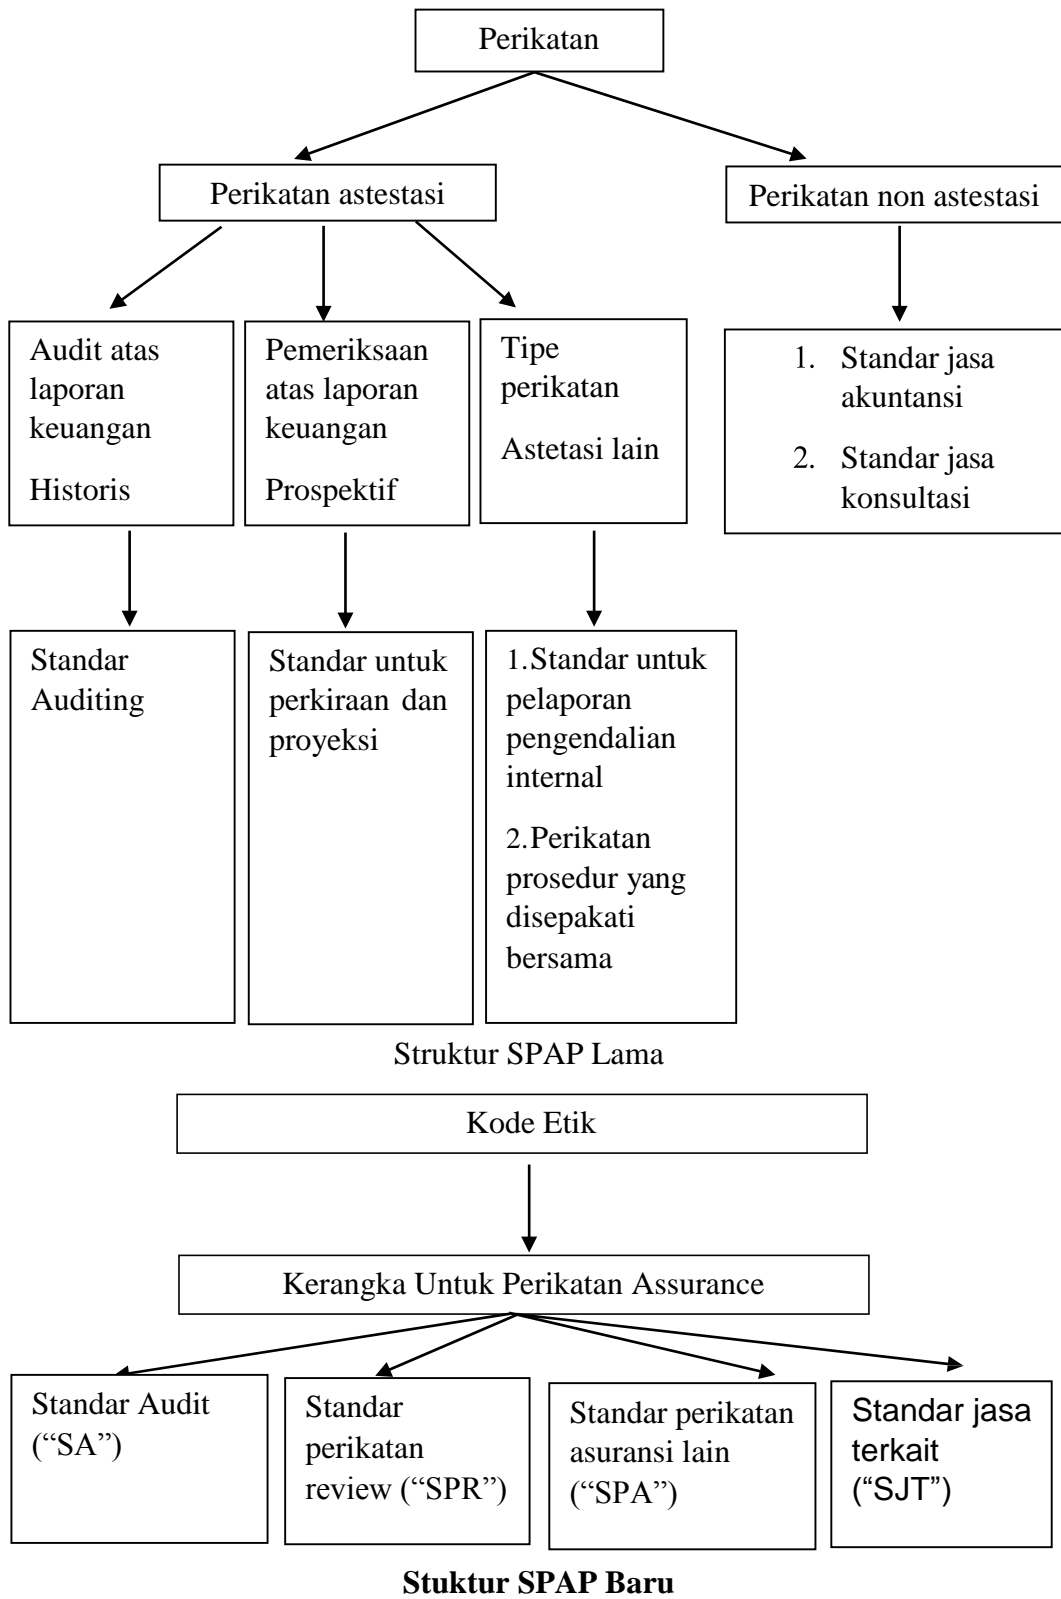 Perikatan
Perikatan astestasi
Perikatan non astestasi
Audit atas
laporan
keuangan
Historis
Pemeriksaan
atas laporan
keuangan
Prospektif
Tipe
perikatan
Astetasi lain
1. Standar jasa
akuntansi
2. Standar jasa
konsultasi
Standar
Auditing
Standar untuk
perkiraan dan
proyeksi
1.Standar untuk
pelaporan
pengendalian
internal
2.Perikatan
prosedur yang
disepakati
bersama
Struktur SPAP Lama
Kode Etik
Kerangka Untuk Perikatan Assurance
Standar Audit
(“SA”)
Standar
perikatan
review (“SPR”)
Standar perikatan
asuransi lain
(“SPA”)
Standar jasa
terkait
(“SJT”)
Stuktur SPAP Baru